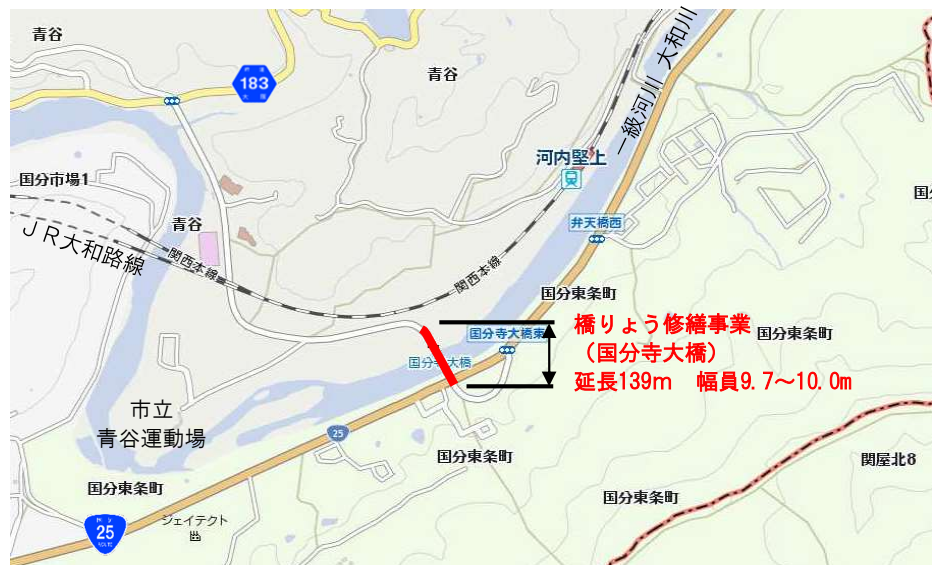 青谷
183
大阪
青谷
一級河川 大和川
河内堅上
国分市場1
青谷
弁天橋西
JR大和路線
関西本線
関西本線
国分東条町
国分寺大橋東
橋りょう修繕事業
(国分寺大橋)
延長139m 幅員9.7～10.0m
国分東条町
市立
青谷運動場
25
国分東条町
関屋北8
国分東条町
国分東条町
25
ROUTE
ジェイテクト